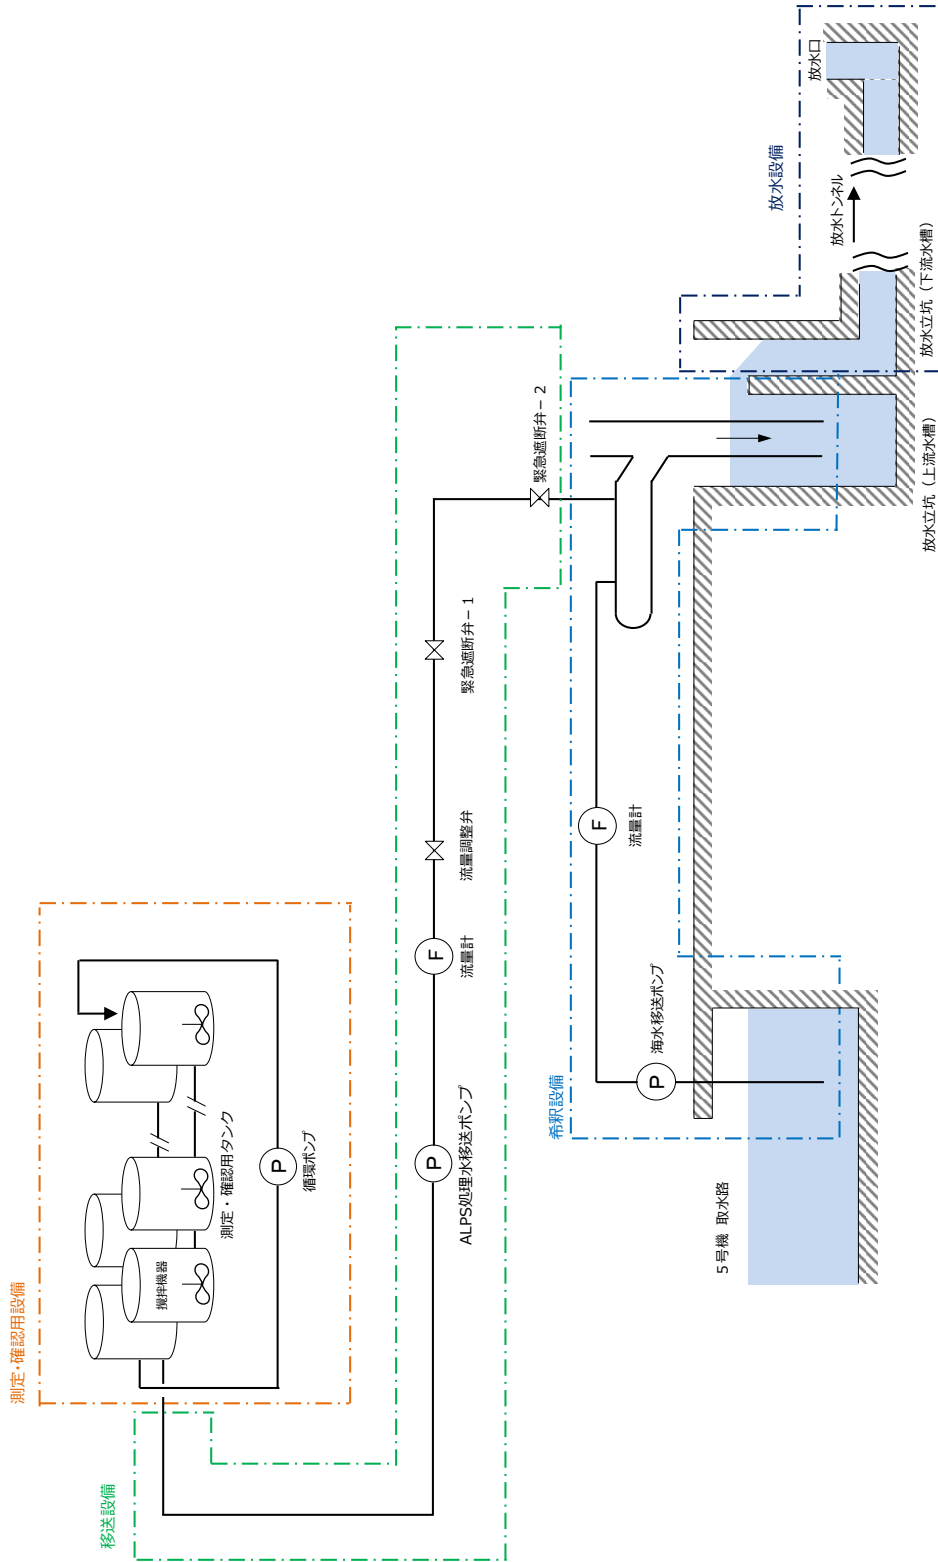 測定・確認用設備
攪拌機器
測定・確認用タンク
P
循環ポンプ
移送設備
P
ALPS処理水移送ポンプ
F
流量計
流量調整弁
緊急遮断弁－1
緊急遮断弁－2
希釈設備
P
海水移送ポンプ
F
流量計
5号機 取水路
放水設備
放水立坑（上流水槽）
放水立坑（下流水槽）
放水トンネル
放水口